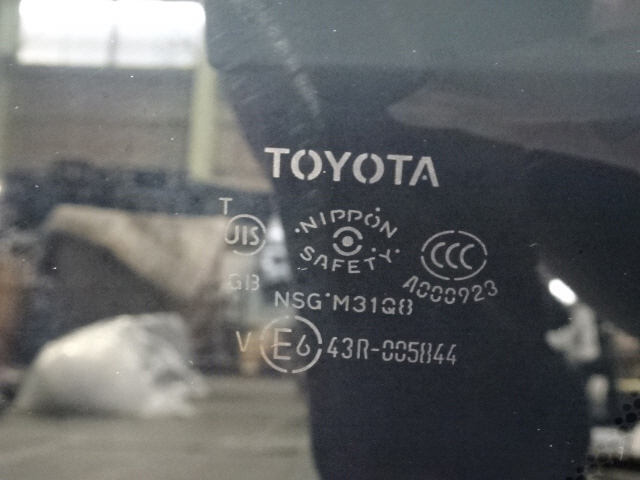 TOYOTA
T
JIS
NIPPON
SAFETY
CCC
GB
A000923
NSG M31Q8
V E6 43R-005844